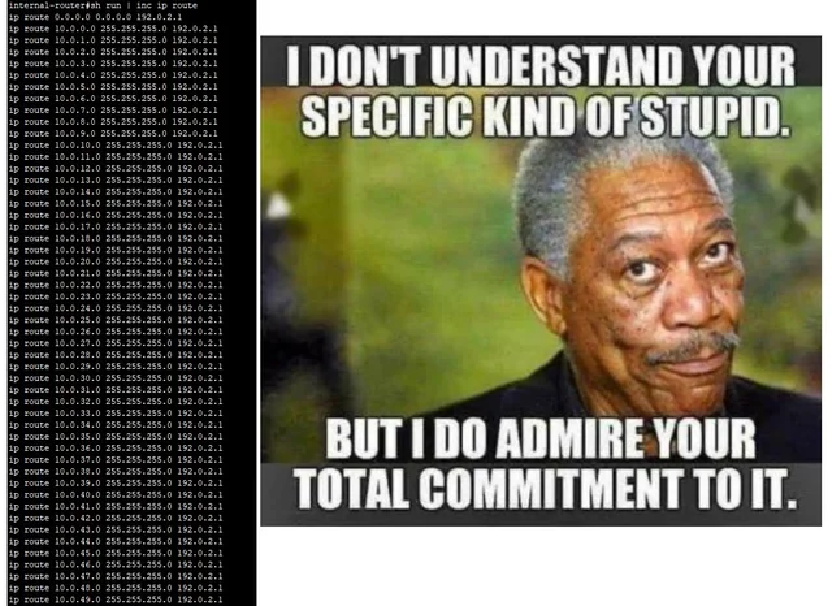 internal-router#sh run | inc ip route
ip route 0.0.0.0 0.0.0.0 192.0.2.1
ip route 10.0.0.0 255.255.255.0 192.0.2.1
ip route 10.0.1.0 255.255.255.0 192.0.2.1
ip route 10.0.2.0 255.255.255.0 192.0.2.1
ip route 10.0.3.0 255.255.255.0 192.0.2.1
ip route 10.0.4.0 255.255.255.0 192.0.2.1
ip route 10.0.5.0 255.255.255.0 192.0.2.1
ip route 10.0.6.0 255.255.255.0 192.0.2.1
ip route 10.0.7.0 255.255.255.0 192.0.2.1
ip route 10.0.8.0 255.255.255.0 192.0.2.1
ip route 10.0.9.0 255.255.255.0 192.0.2.1
ip route 10.0.10.0 255.255.255.0 192.0.2.1
ip route 10.0.11.0 255.255.255.0 192.0.2.1
ip route 10.0.12.0 255.255.255.0 192.0.2.1
ip route 10.0.13.0 255.255.255.0 192.0.2.1
ip route 10.0.14.0 255.255.255.0 192.0.2.1
ip route 10.0.15.0 255.255.255.0 192.0.2.1
ip route 10.0.16.0 255.255.255.0 192.0.2.1
ip route 10.0.17.0 255.255.255.0 192.0.2.1
ip route 10.0.18.0 255.255.255.0 192.0.2.1
ip route 10.0.19.0 255.255.255.0 192.0.2.1
ip route 10.0.20.0 255.255.255.0 192.0.2.1
ip route 10.0.21.0 255.255.255.0 192.0.2.1
ip route 10.0.22.0 255.255.255.0 192.0.2.1
ip route 10.0.23.0 255.255.255.0 192.0.2.1
ip route 10.0.24.0 255.255.255.0 192.0.2.1
ip route 10.0.25.0 255.255.255.0 192.0.2.1
ip route 10.0.26.0 255.255.255.0 192.0.2.1
ip route 10.0.27.0 255.255.255.0 192.0.2.1
ip route 10.0.28.0 255.255.255.0 192.0.2.1
ip route 10.0.29.0 255.255.255.0 192.0.2.1
ip route 10.0.30.0 255.255.255.0 192.0.2.1
ip route 10.0.31.0 255.255.255.0 192.0.2.1
ip route 10.0.32.0 255.255.255.0 192.0.2.1
ip route 10.0.33.0 255.255.255.0 192.0.2.1
ip route 10.0.34.0 255.255.255.0 192.0.2.1
ip route 10.0.35.0 255.255.255.0 192.0.2.1
ip route 10.0.36.0 255.255.255.0 192.0.2.1
ip route 10.0.37.0 255.255.255.0 192.0.2.1
ip route 10.0.38.0 255.255.255.0 192.0.2.1
ip route 10.0.39.0 255.255.255.0 192.0.2.1
ip route 10.0.40.0 255.255.255.0 192.0.2.1
ip route 10.0.41.0 255.255.255.0 192.0.2.1
ip route 10.0.42.0 255.255.255.0 192.0.2.1
ip route 10.0.43.0 255.255.255.0 192.0.2.1
ip route 10.0.44.0 255.255.255.0 192.0.2.1
ip route 10.0.45.0 255.255.255.0 192.0.2.1
ip route 10.0.46.0 255.255.255.0 192.0.2.1
ip route 10.0.47.0 255.255.255.0 192.0.2.1
ip route 10.0.48.0 255.255.255.0 192.0.2.1
ip route 10.0.49.0 255.255.255.0 192.0.2.1
I DON'T UNDERSTAND YOUR
SPECIFIC KIND OF STUPID.
BUT I DO ADMIRE YOUR
TOTAL COMMITMENT TO IT.